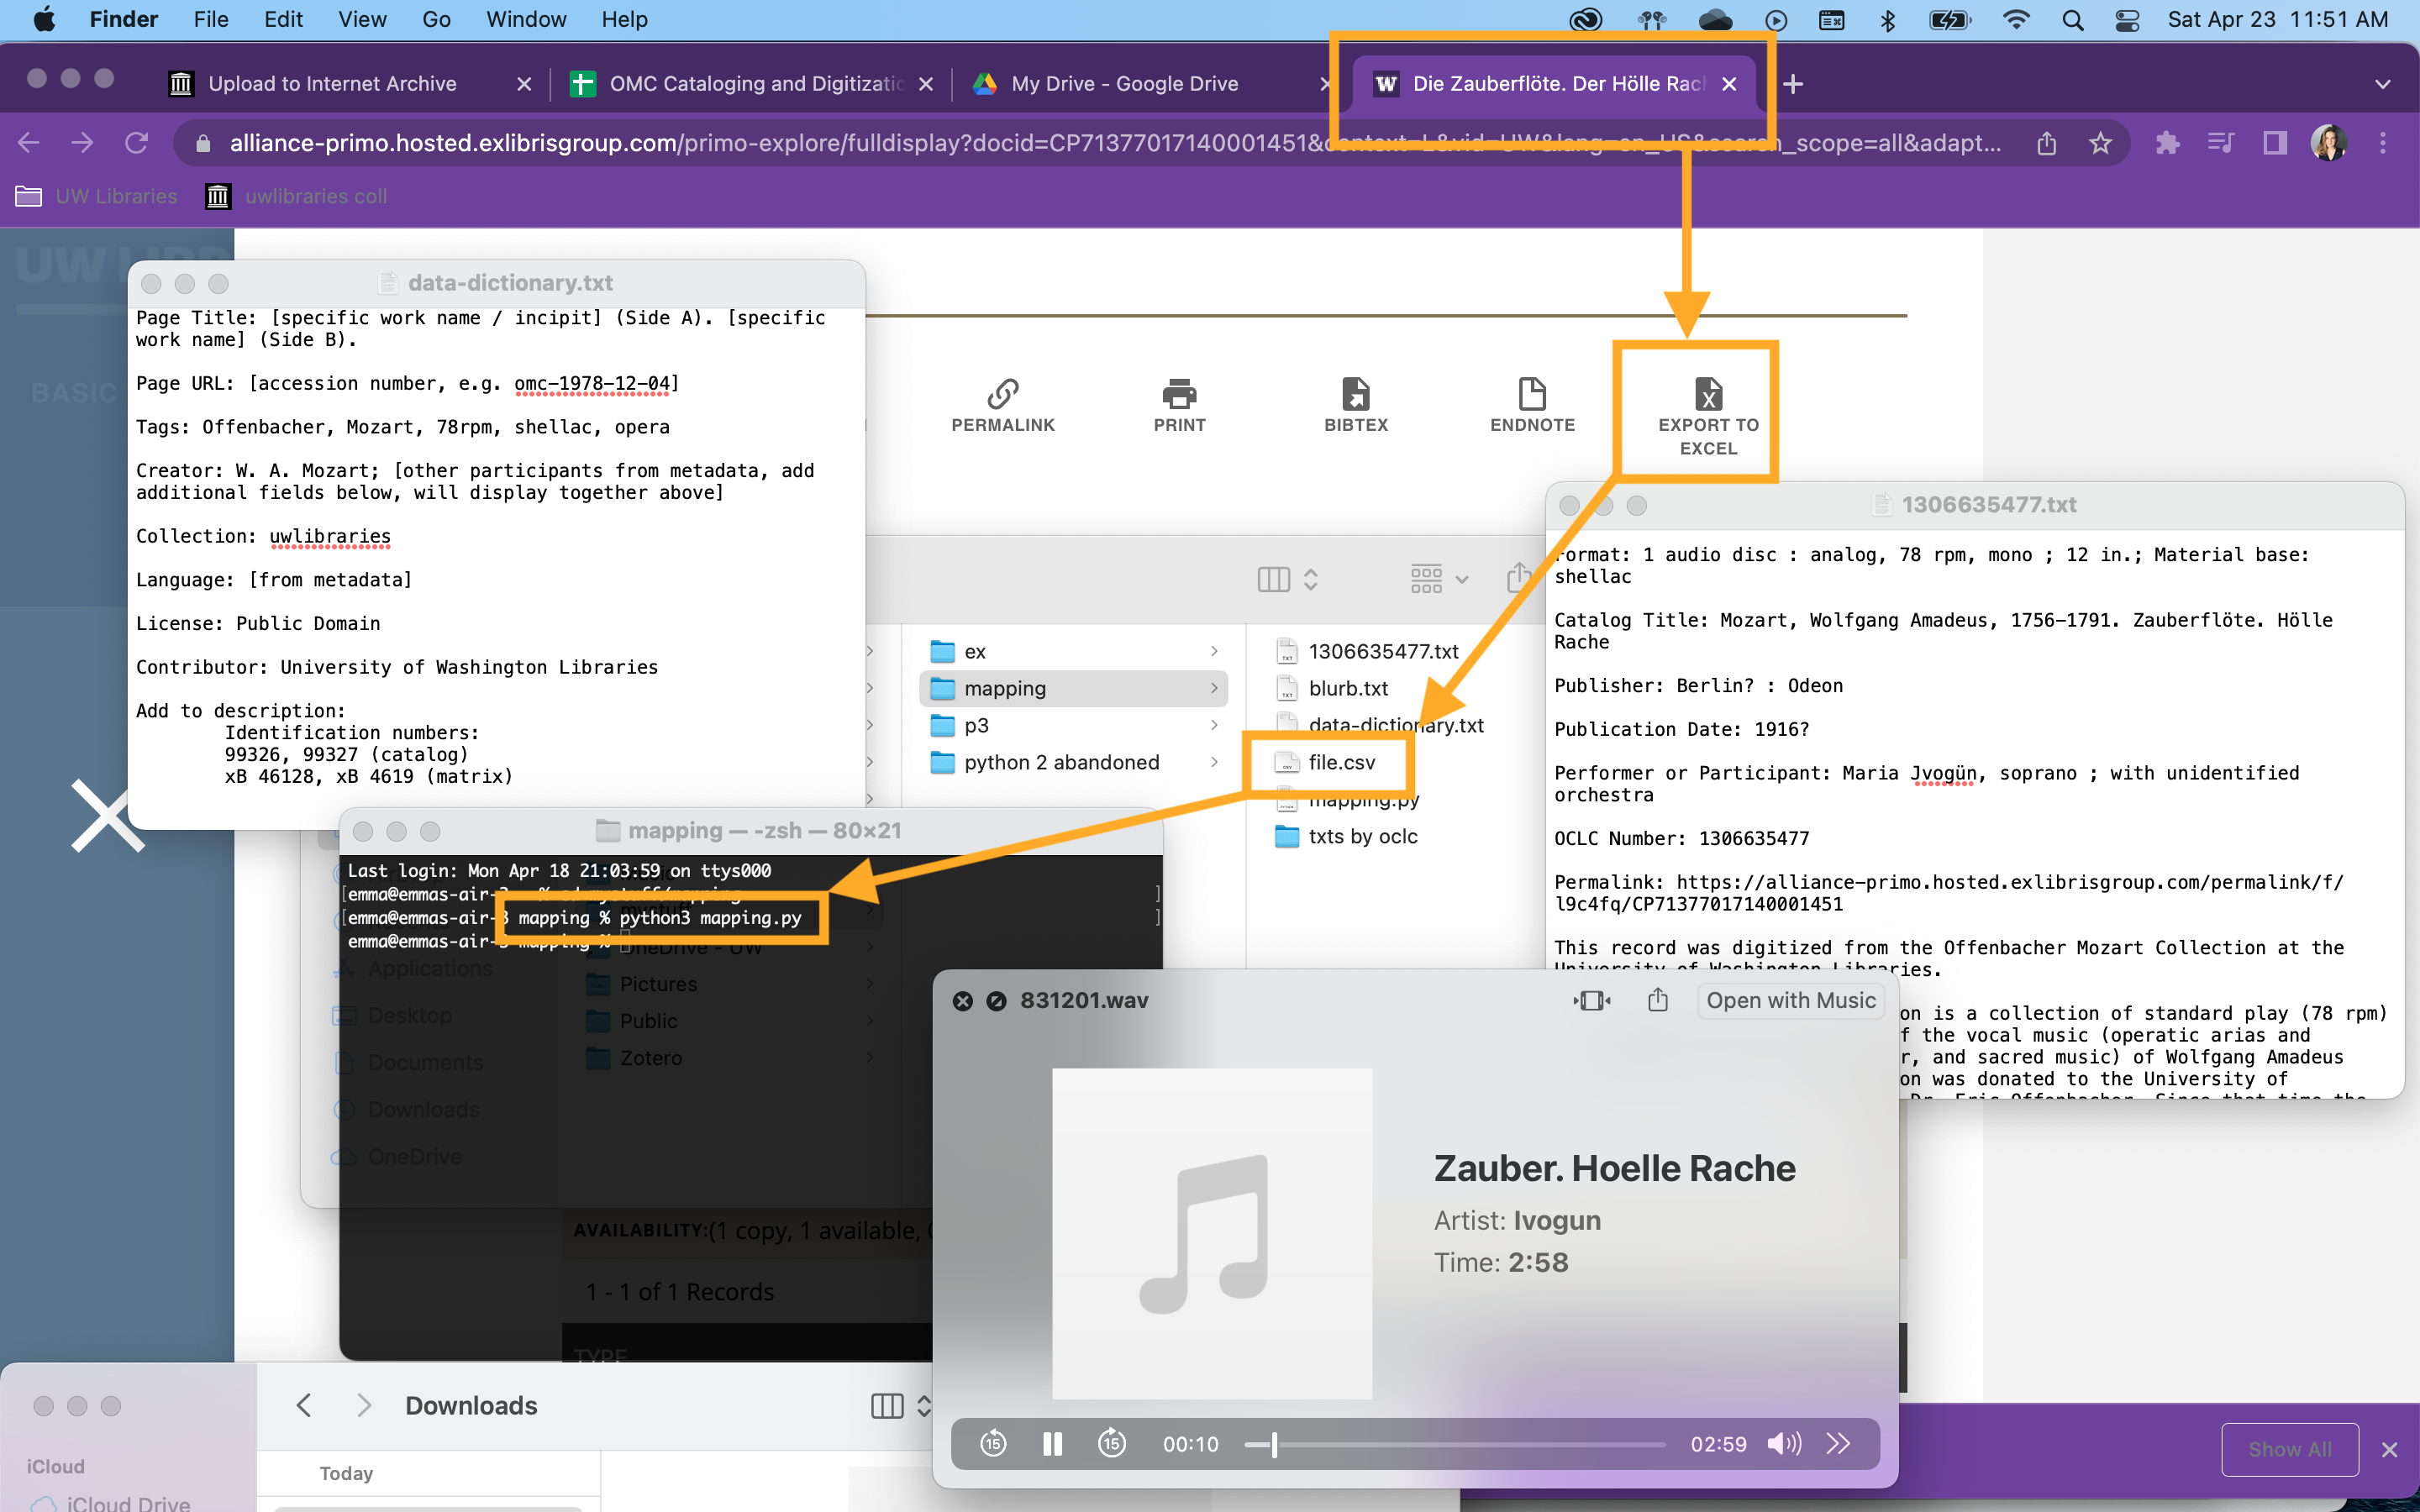 Finder File Edit View Go Window Help
Sat Apr 23 11:51 AM
Upload to Internet Archive
OMC Cataloging and Digitizatio
My Drive - Google Drive
Die Zauberflöte. Der Hölle Rac
alliance-primo.hosted.exlibrisgroup.com/primo-explore/fulldisplay?docid=CP71377017140001451&context=L&vid=UW&lang=en_US&search_scope=all&adapt...
UW Libraries
uwlibraries coll
BASIC
data-dictionary.txt
Page Title: [specific work name / incipit] (Side A). [specific
work name] (Side B).
Page URL: [accession number, e.g. omc-1978-12-04]
Tags: Offenbacher, Mozart, 78rpm, shellac, opera
Creator: W. A. Mozart; [other participants from metadata, add
additional fields below, will display together above]
Collection: uwlibraries
Language: [from metadata]
License: Public Domain
Contributor: University of Washington Libraries
Add to description:
Identification numbers:
99326, 99327 (catalog)
xB 46128, xB 4619 (matrix)
PERMALINK
PRINT
BIBTEX
ENDNOTE
EXPORT TO
EXCEL
ex
mapping
p3
python 2 abandoned
1306635477.txt
blurb.txt
data-dictionary.txt
file.csv
mapping.py
txts by oclc
1306635477.txt
Format: 1 audio disc : analog, 78 rpm, mono ; 12 in.; Material base:
shellac
Catalog Title: Mozart, Wolfgang Amadeus, 1756-1791. Zauberflöte. Hölle
Rache
Publisher: Berlin? : Odeon
Publication Date: 1916?
Performer or Participant: Maria Jvogün, soprano ; with unidentified
orchestra
OCLC Number: 1306635477
Permalink: https://alliance-primo.hosted.exlibrisgroup.com/permalink/f/
l9c4fq/CP71377017140001451
This record was digitized from the Offenbacher Mozart Collection at the
University of Washington Libraries.
on is a collection of standard play (78 rpm)
f the vocal music (operatic arias and
r, and sacred music) of Wolfgang Amadeus
on was donated to the University of
Dr. Eric Offenbacher. Since that time the
mapping — -zsh — 80×21
Last login: Mon Apr 18 21:03:59 on ttys000
[emma@emmas-air-3 ~ % cd mystuff/mapping ]
[emma@emmas-air-3 mapping % python3 mapping.py ]
emma@emmas-air-3 mapping %
mystuff
OneDrive - UW
Pictures
Public
Zotero
Applications
Desktop
Documents
Downloads
OneDrive
AVAILABILITY:(1 copy, 1 available,
1 - 1 of 1 Records
TYPE
831201.wav
Open with Music
Zauber. Hoelle Rache
Artist: Ivogun
Time: 2:58
15
15
00:10
02:59
Downloads
Today
iCloud
iCloud Drive
Show All